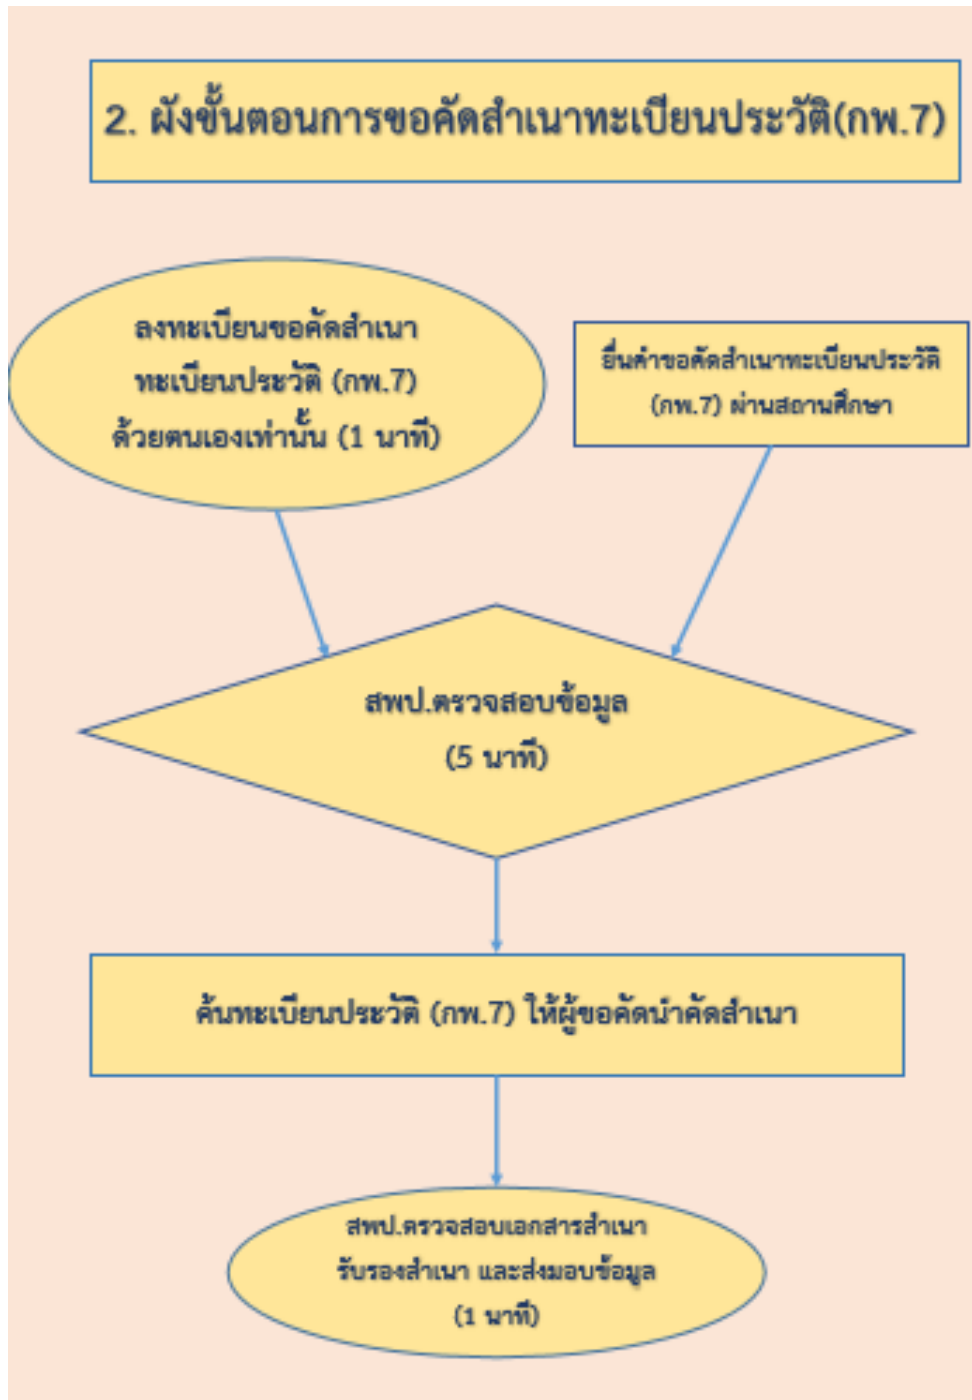 2. ผังขั้นตอนการขอคัดสำเนาทะเบียนประวัติ(กพ.7)
ลงทะเบียนขอคัดสำเนา
ทะเบียนประวัติ (กพ.7)
ด้วยตนเองเท่านั้น (1 นาที)
ยื่นคำขอคัดสำเนาทะเบียนประวัติ
(กพ.7) ผ่านสถานศึกษา
สพป.ตรวจสอบข้อมูล
(5 นาที)
ค้นทะเบียนประวัติ (กพ.7) ให้ผู้ขอคัดนำคัดสำเนา
สพป.ตรวจสอบเอกสารสำเนา
รับรองสำเนา และส่งมอบข้อมูล
(1 นาที)